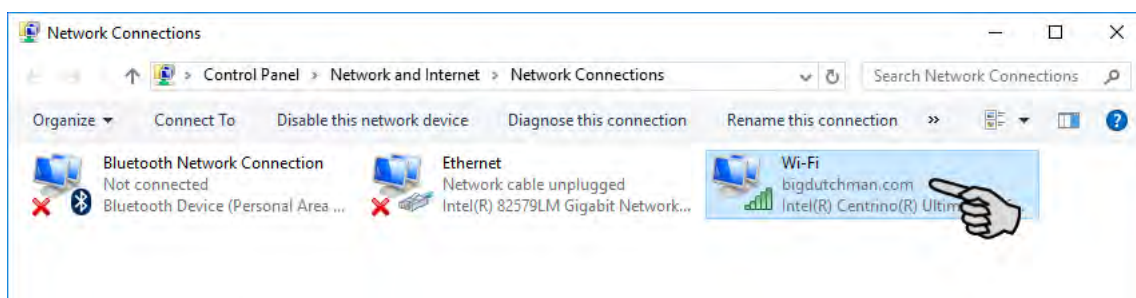 Network Connections
Control Panel > Network and Internet > Network Connections
Search Network Connections
Organize Connect To Disable this network device Diagnose this connection Rename this connection »
Bluetooth Network Connection
Not connected
Bluetooth Device (Personal Area ...
Ethernet
Network cable unplugged
Intel(R) 82579LM Gigabit Network...
Wi-Fi
bigdutchman.com
Intel(R) Centrino(R)